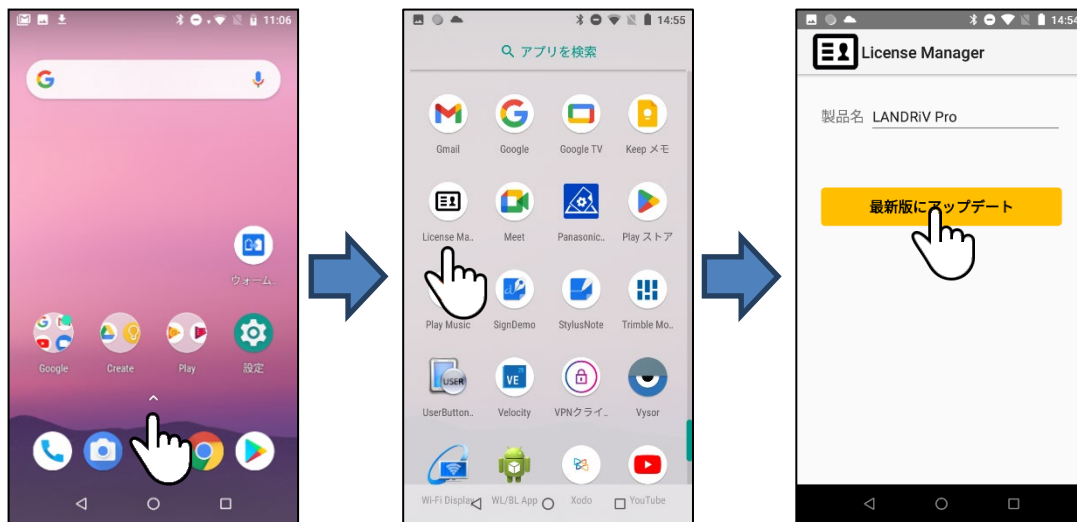 11:06
ウォーム..
Google
Create
Play
設定
14:55
アプリを検索
Gmail
Google
Google TV
Keep メモ
License Ma..
Meet
Panasonic..
Play ストア
Play Music
SignDemo
StylusNote
Trimble Mo..
USER
VE
UserButton..
Velocity
VPNクライ..
Vysor
Wi-Fi Display
WL/BL App
Xodo
YouTube
14:54
License Manager
製品名 LANDRiV Pro
最新版にアップデート